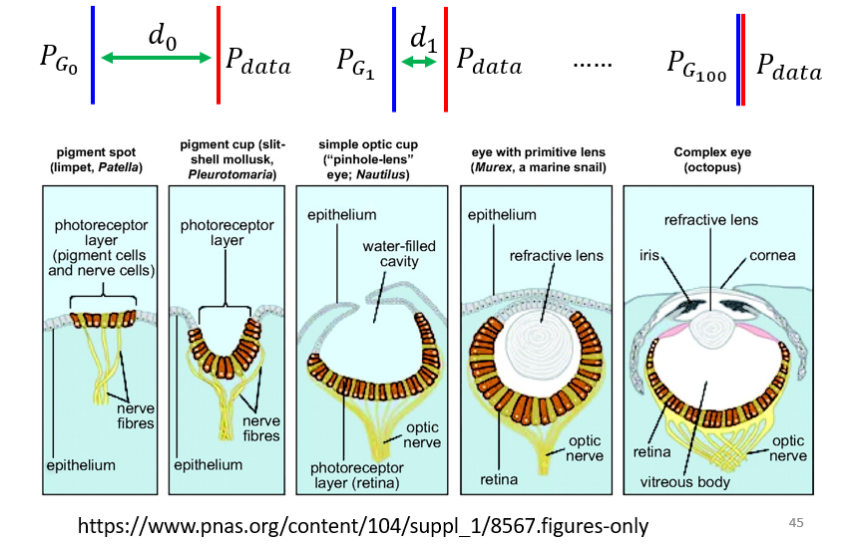 P_{G_0} d_0 P_{data} P_{G_1} d_1 P_{data} …… P_{G_{100}} P_{data}
pigment spot
(limpet, Patella)
pigment cup (slit-
shell mollusk,
Pleurotomaria)
simple optic cup
("pinhole-lens"
eye; Nautilus)
eye with primitive lens
(Murex, a marine snail)
Complex eye
(octopus)
photoreceptor
layer
(pigment cells
and nerve cells)
nerve
fibres
epithelium
photoreceptor
layer
nerve
fibres
epithelium
epithelium
water-filled
cavity
optic
nerve
photoreceptor
layer (retina)
epithelium
refractive lens
optic
nerve
retina
refractive lens
iris
cornea
retina
optic
nerve
vitreous body
https://www.pnas.org/content/104/suppl_1/8567.figures-only
45